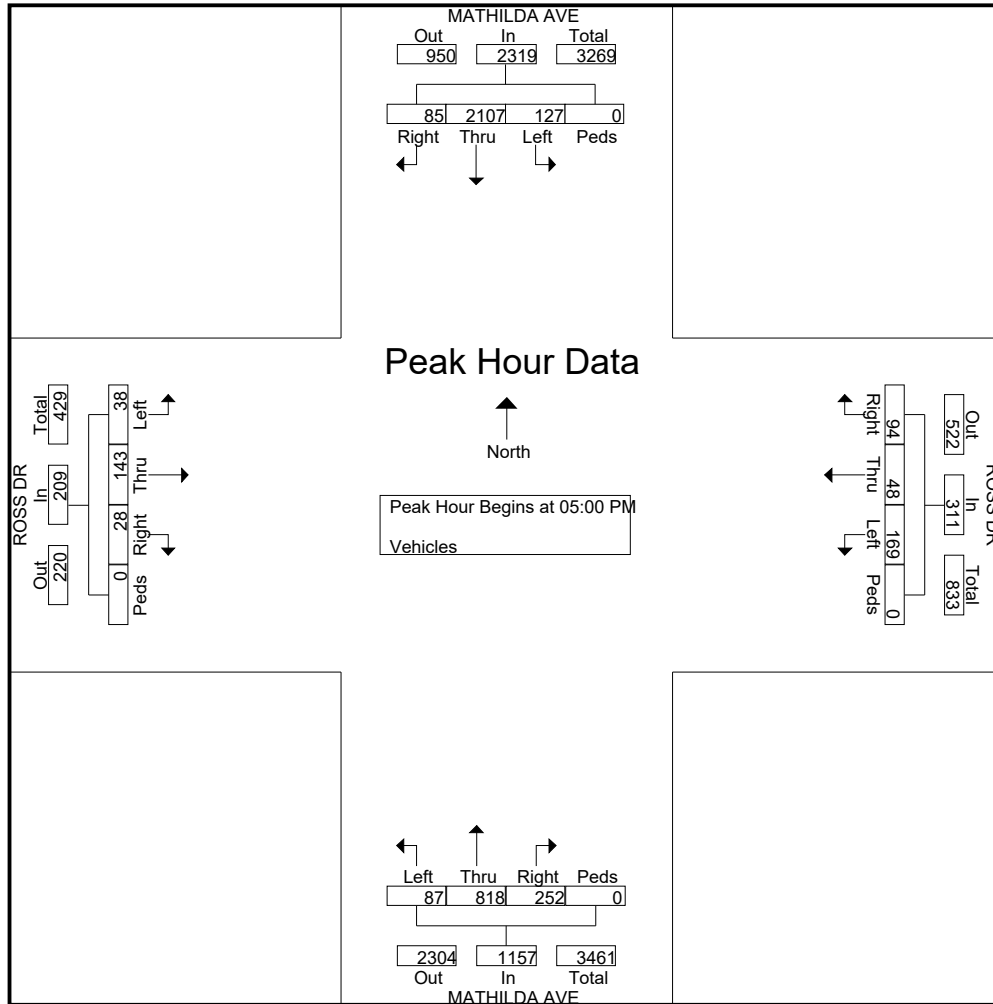 MATHILDA AVE
Out In Total
950 2319 3269
85 2107 127 0
Right Thru Left Peds
Peak Hour Data
North
Peak Hour Begins at 05:00 PM
Vehicles
ROSS DR
Total In Out
429 209 220
38 143 28 0
Left Thru Right Peds
Right Thru Left Peds
94 48 169 0
Out In Total
522 311 833
ROSS DR
Left Thru Right Peds
87 818 252 0
2304 1157 3461
Out In Total
MATHILDA AVE